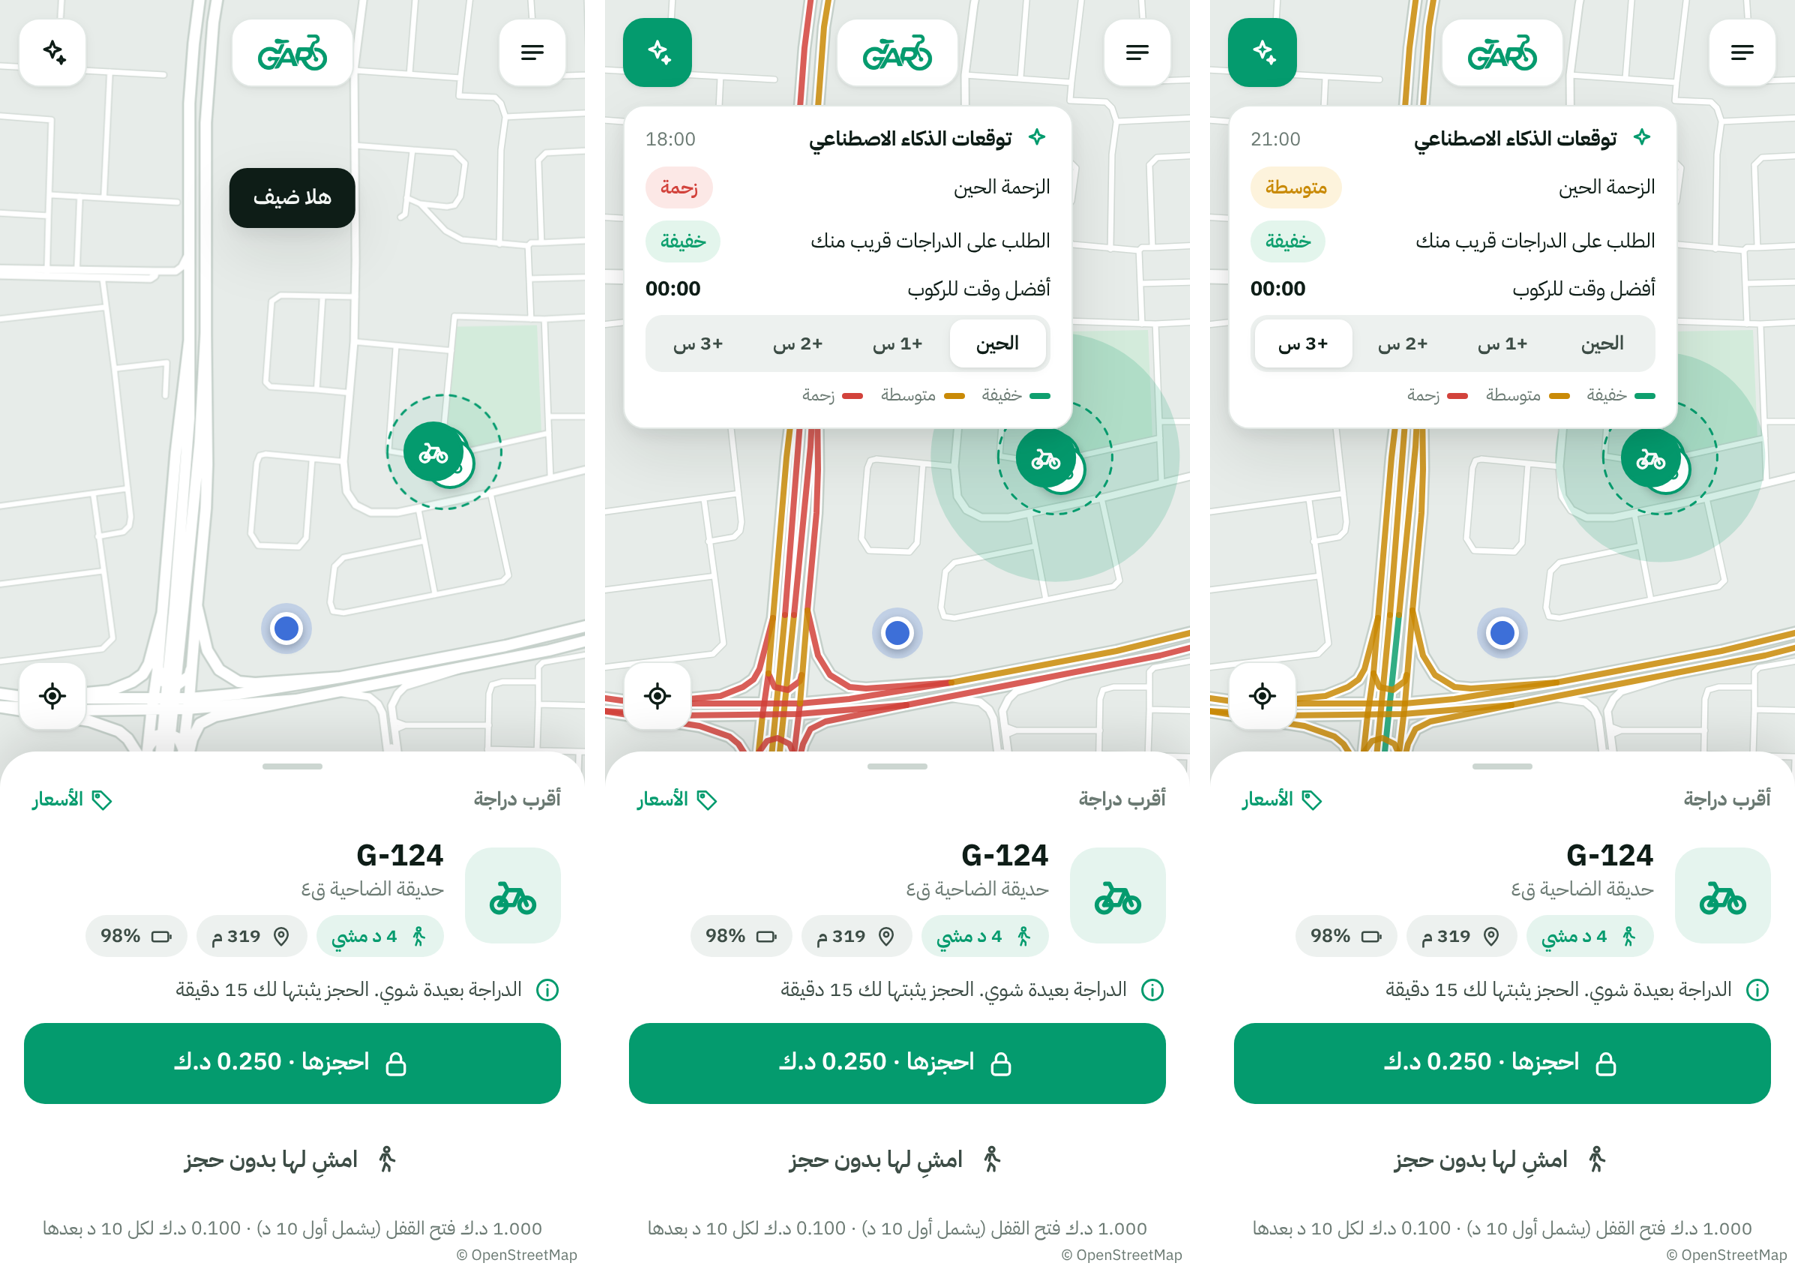 GARO
هلا ضيف
أقرب دراجة
الأسعار
G-124
حديقة الضاحية ق٤
4 د مشي
319 م
98%
الدراجة بعيدة شوي. الحجز يثبتها لك 15 دقيقة
احجزها · 0.250 د.ك
امشِ لها بدون حجز
1.000 د.ك فتح القفل (يشمل أول 10 د) · 0.100 د.ك لكل 10 د بعدها
© OpenStreetMap
GARO
توقعات الذكاء الاصطناعي
18:00
الزحمة الحين
زحمة
الطلب على الدراجات قريب منك
خفيفة
أفضل وقت للركوب
00:00
الحين
+1 س
+2 س
+3 س
خفيفة
متوسطة
زحمة
أقرب دراجة
الأسعار
G-124
حديقة الضاحية ق٤
4 د مشي
319 م
98%
الدراجة بعيدة شوي. الحجز يثبتها لك 15 دقيقة
احجزها · 0.250 د.ك
امشِ لها بدون حجز
1.000 د.ك فتح القفل (يشمل أول 10 د) · 0.100 د.ك لكل 10 د بعدها
© OpenStreetMap
GARO
توقعات الذكاء الاصطناعي
21:00
الزحمة الحين
متوسطة
الطلب على الدراجات قريب منك
خفيفة
أفضل وقت للركوب
00:00
الحين
+1 س
+2 س
+3 س
خفيفة
متوسطة
زحمة
أقرب دراجة
الأسعار
G-124
حديقة الضاحية ق٤
4 د مشي
319 م
98%
الدراجة بعيدة شوي. الحجز يثبتها لك 15 دقيقة
احجزها · 0.250 د.ك
امشِ لها بدون حجز
1.000 د.ك فتح القفل (يشمل أول 10 د) · 0.100 د.ك لكل 10 د بعدها
© OpenStreetMap